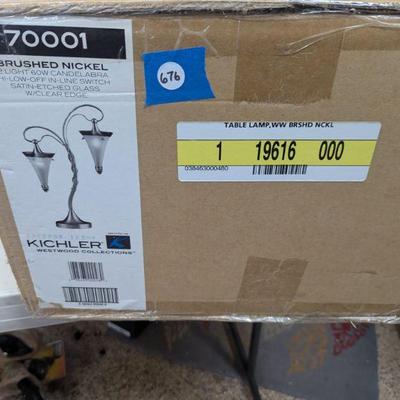 70001
BRUSHED NICKEL
2 LIGHT 60W CANDELABRA
HI-LOW-OFF IN-LINE SWITCH
SATIN-ETCHED GLASS
W/CLEAR EDGE
KICHLER
WESTWOOD COLLECTIONS
676
TABLE LAMP,WW BRSHD NCKL
1 19616 000
038463000480